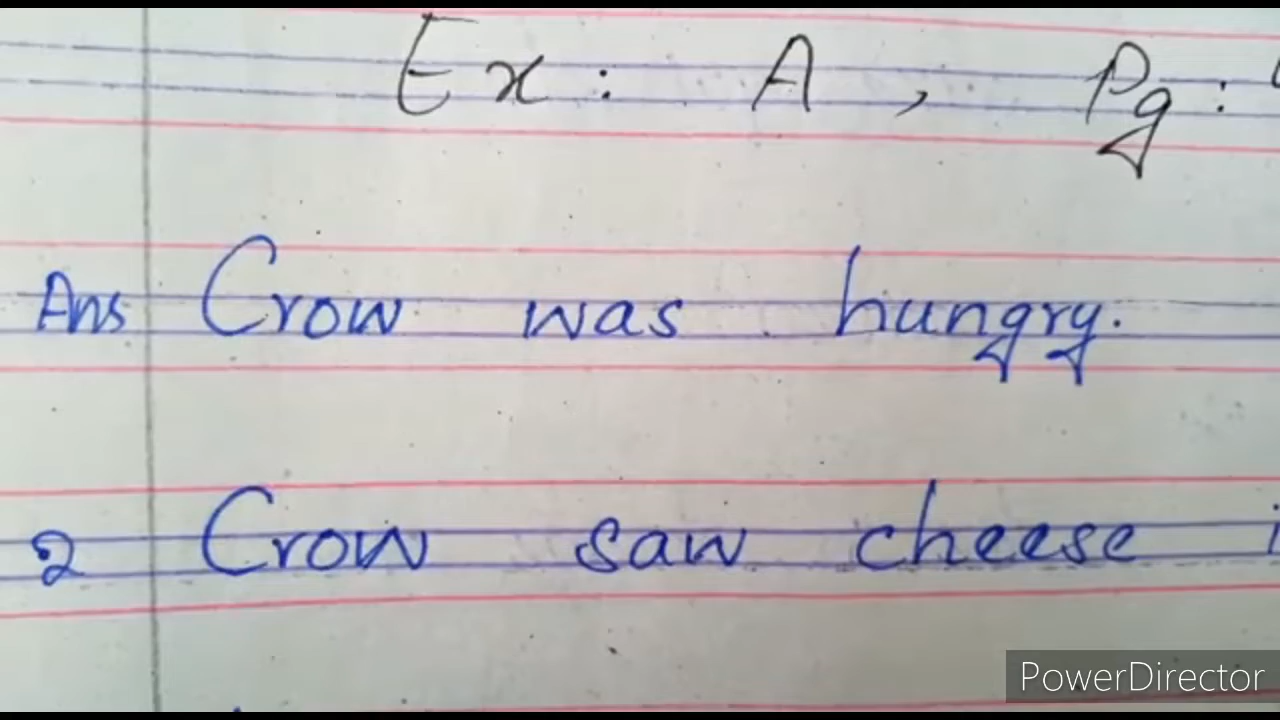 Ex: A, Pg:
Ans Crow was hungry.
2 Crow saw cheese i
PowerDirector